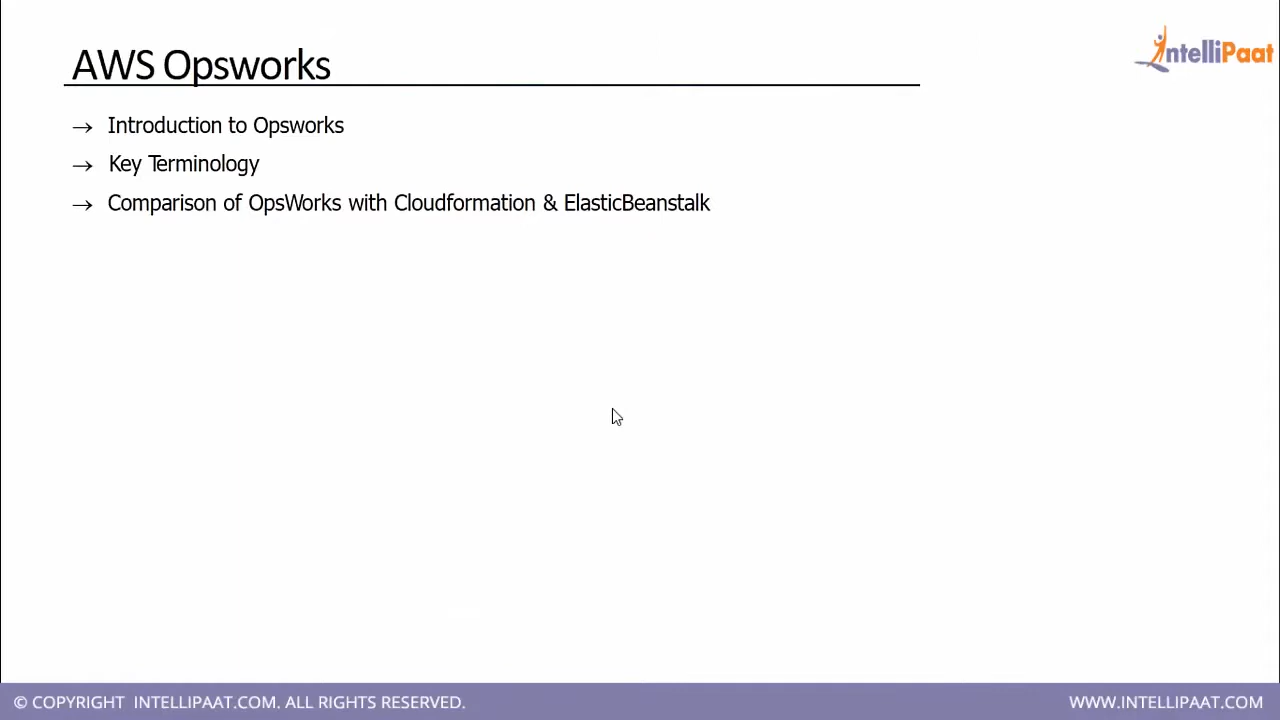 AWS Opsworks
IntelliPaat
→ Introduction to Opsworks
→ Key Terminology
→ Comparison of OpsWorks with Cloudformation & ElasticBeanstalk
© COPYRIGHT INTELLIPAAT.COM. ALL RIGHTS RESERVED.
WWW.INTELLIPAAT.COM